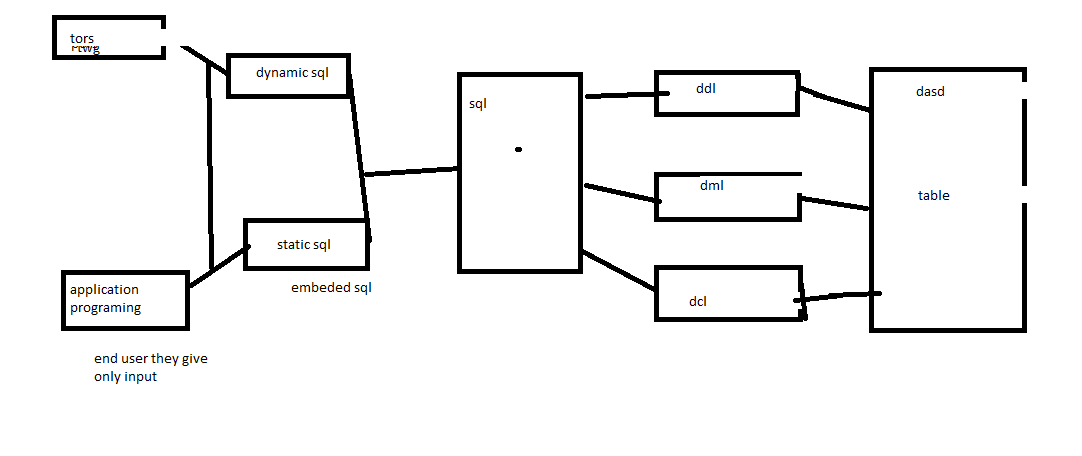 tors
dynamic sql
sql
ddl
dasd
dml
table
static sql
embeded sql
application
programing
dcl
end user they give
only input